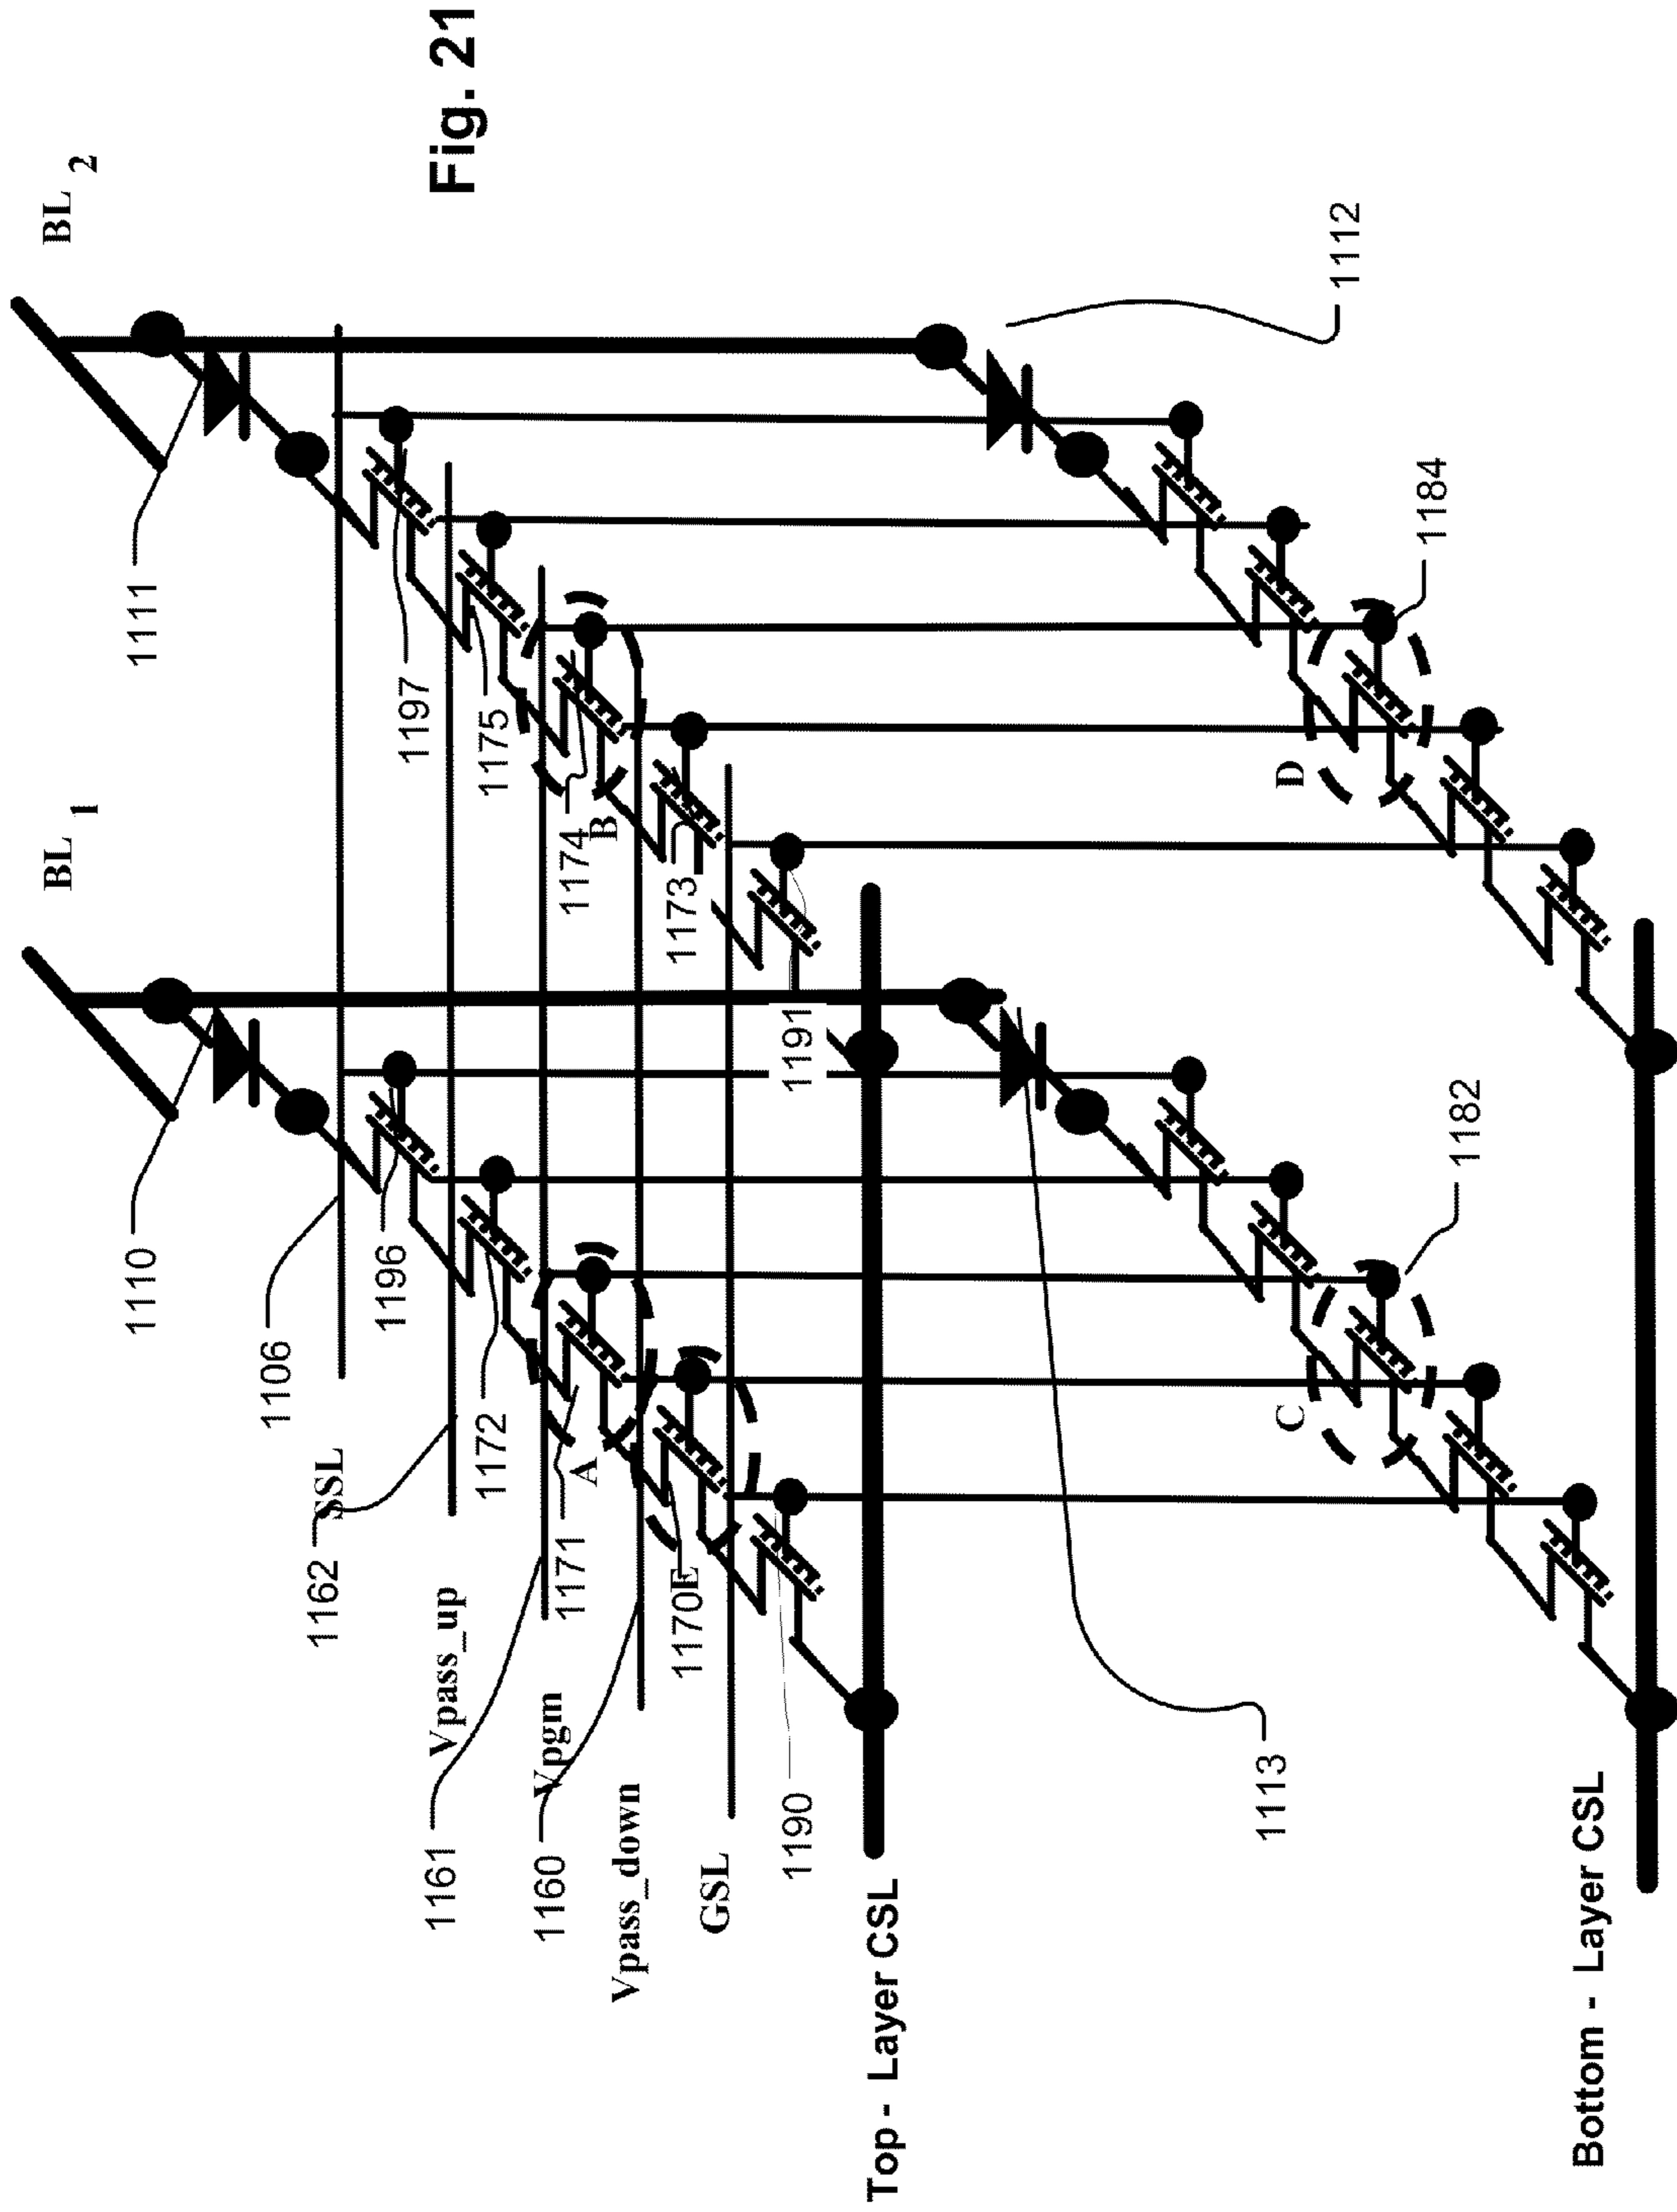 Fig. 21
BL 1
BL 2
1110
1111
1106
1196
1197
SSL
1162
1172
1175
Vpass_up
1161
1171
A
1174
B
Vpgm
1160
1170E
1173
Vpass_down
GSL
1190
1191
Top - Layer CSL
1113
1112
C
1182
D
1184
Bottom - Layer CSL